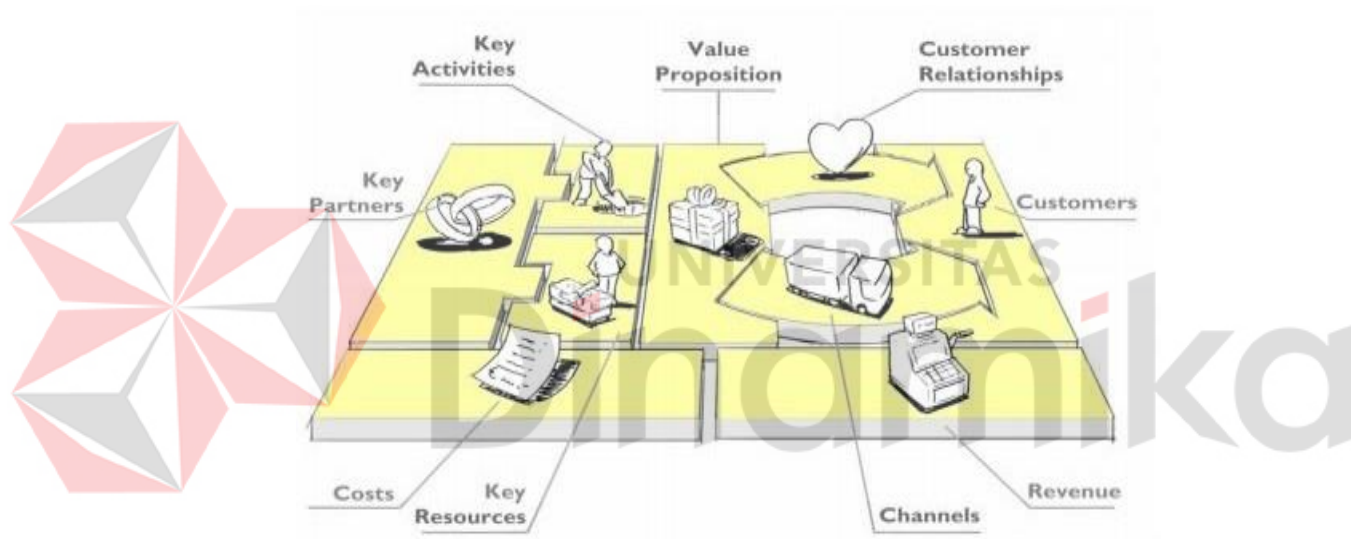 Key
Activities
Value
Proposition
Customer
Relationships
Key
Partners
Customers
UNIVERSITAS
Dinamika
Costs
Key
Resources
Channels
Revenue